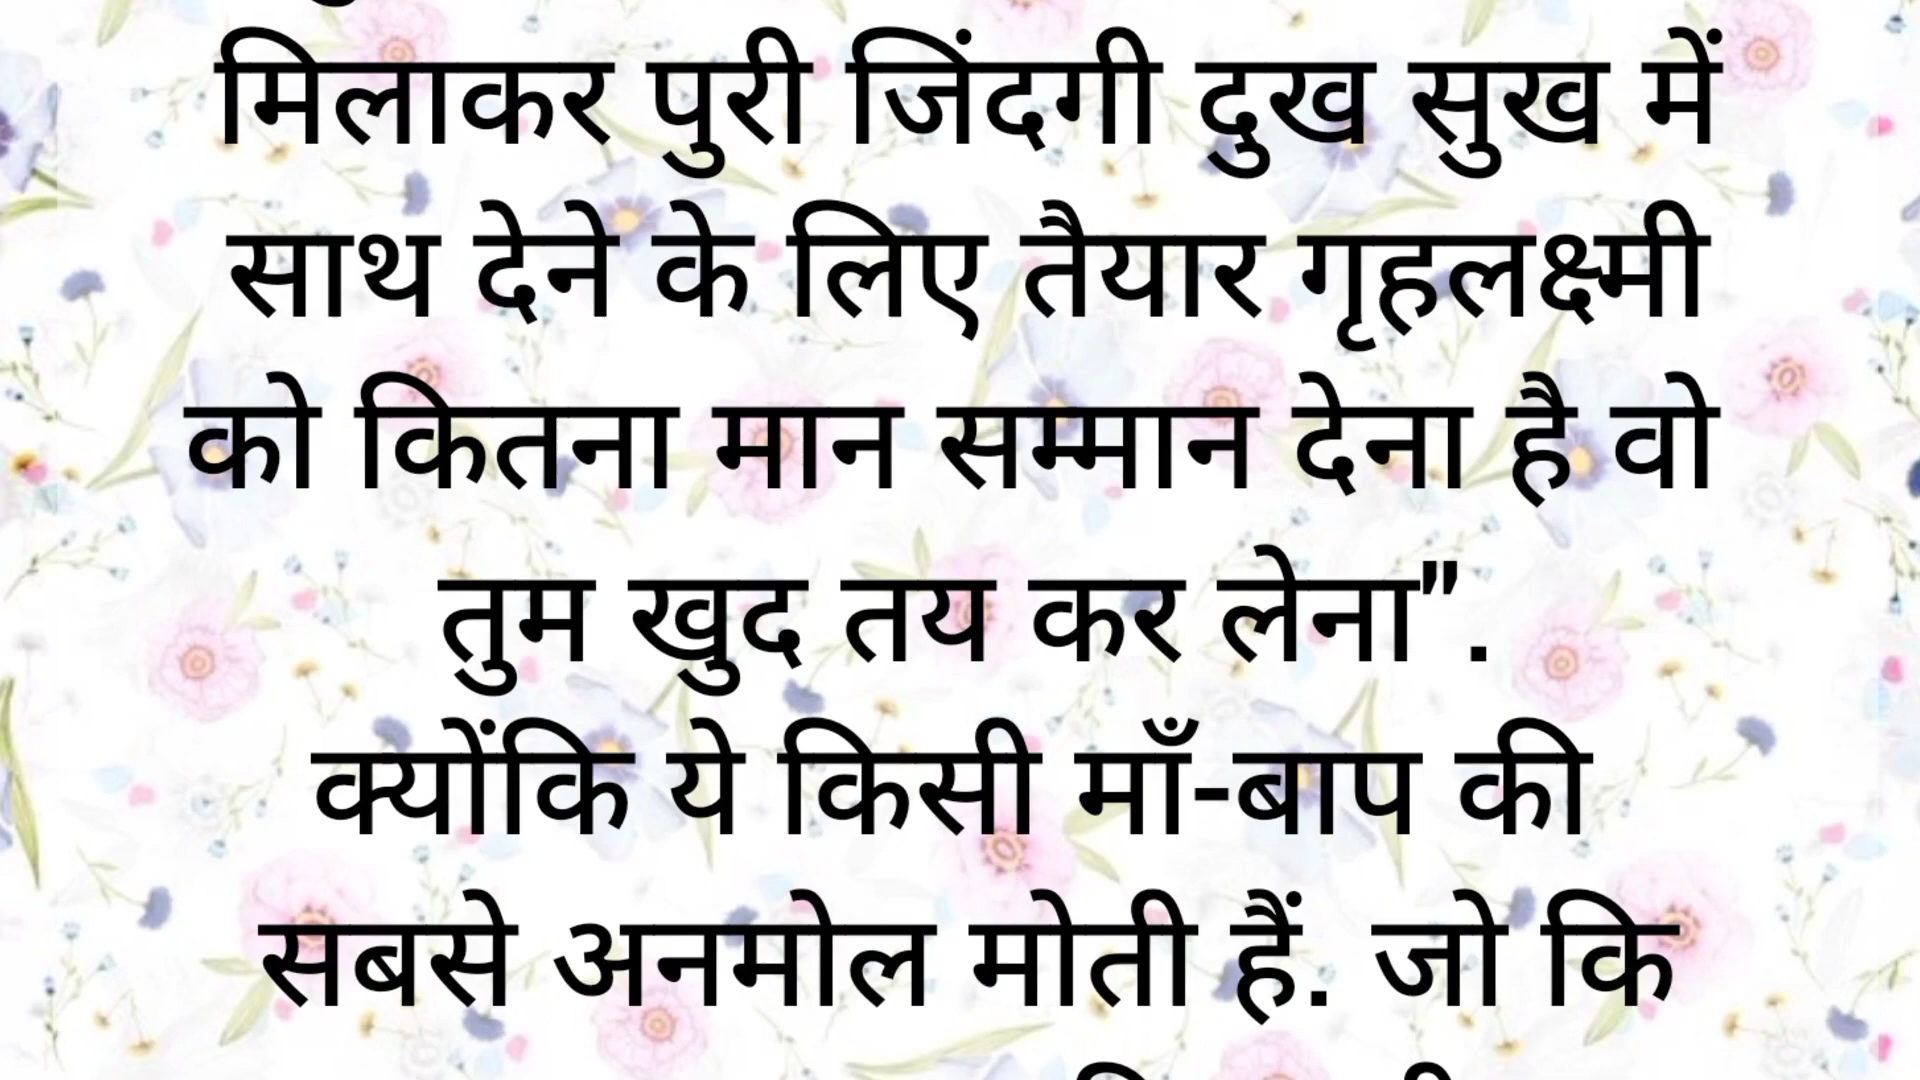 मिलाकर पुरी जिंदगी दुख सुख में
साथ देने के लिए तैयार गृहलक्ष्मी
को कितना मान सम्मान देना है वो
तुम खुद तय कर लेना".
क्योंकि ये किसी माँ-बाप की
सबसे अनमोल मोती हैं. जो कि